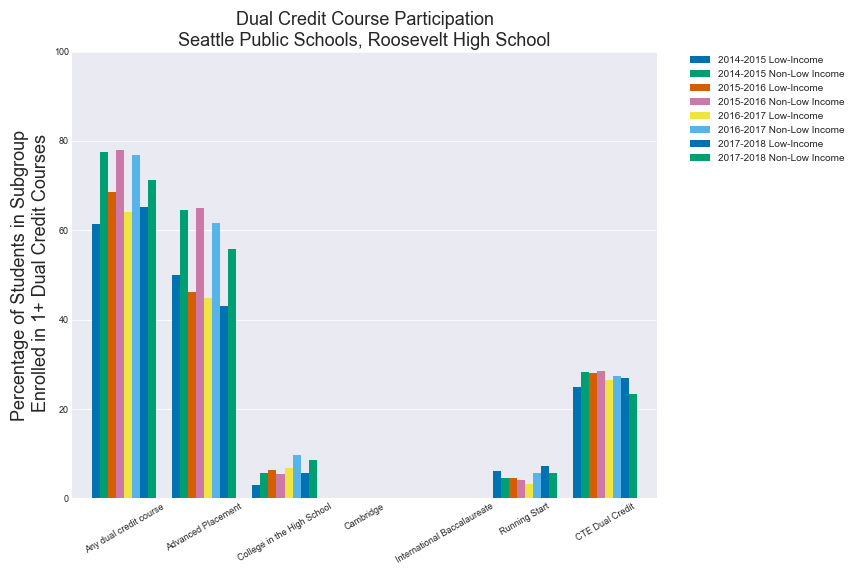 Dual Credit Course Participation
Seattle Public Schools, Roosevelt High School
Percentage of Students in Subgroup
Enrolled in 1+ Dual Credit Courses
100
80
60
40
20
0
Any dual credit course
Advanced Placement
College in the High School
Cambridge
International Baccalaureate
Running Start
CTE Dual Credit
2014-2015 Low-Income
2014-2015 Non-Low Income
2015-2016 Low-Income
2015-2016 Non-Low Income
2016-2017 Low-Income
2016-2017 Non-Low Income
2017-2018 Low-Income
2017-2018 Non-Low Income